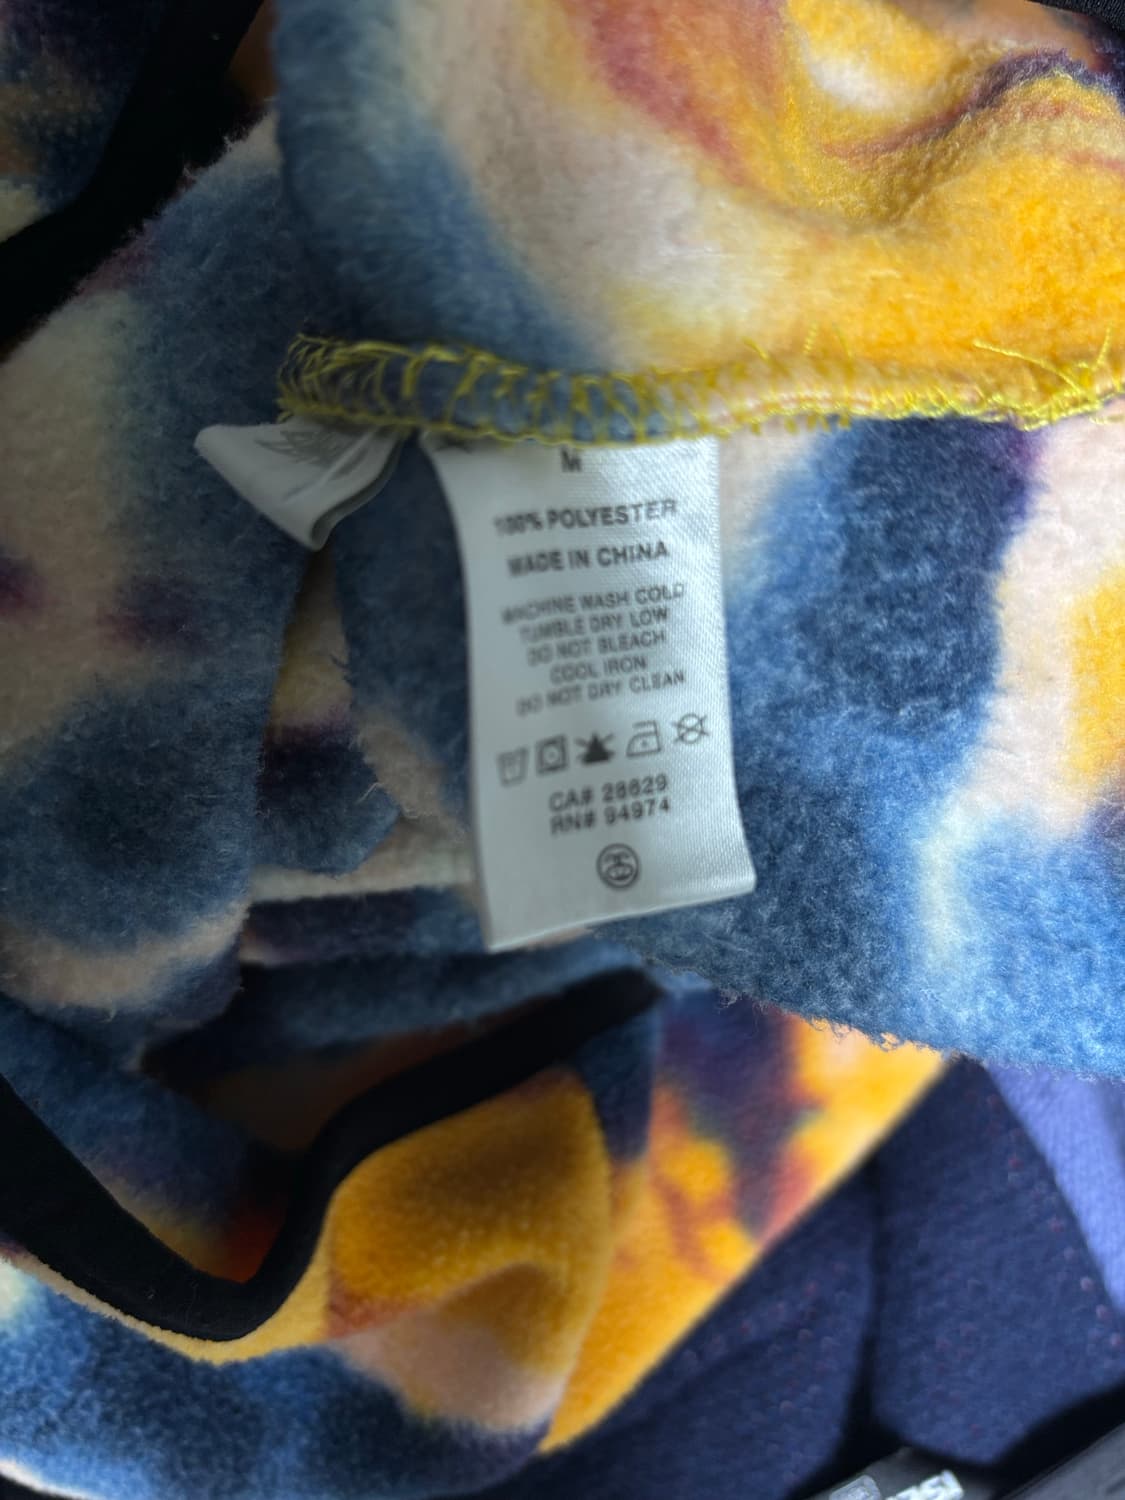 M
100% POLYESTER
MADE IN CHINA
MACHINE WASH COLD
TUMBLE DRY LOW
DO NOT BLEACH
COOL IRON
DO NOT DRY CLEAN
CA# 28629
RN# 94974